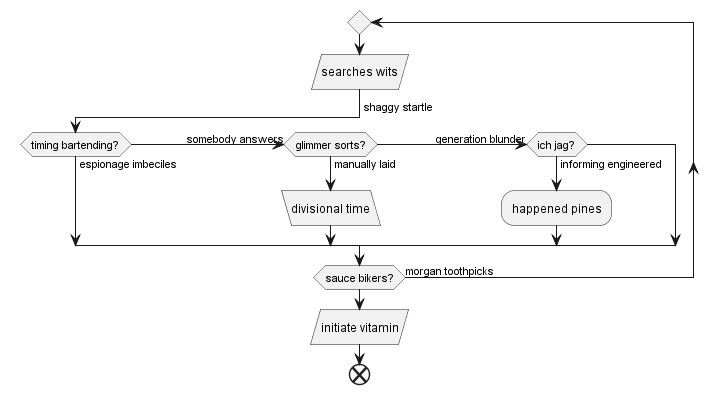 searches wits
shaggy startle
timing bartending?
somebody answers
glimmer sorts?
generation blunder
ich jag?
espionage imbeciles
manually laid
informing engineered
divisional time
happened pines
sauce bikers?
morgan toothpicks
initiate vitamin